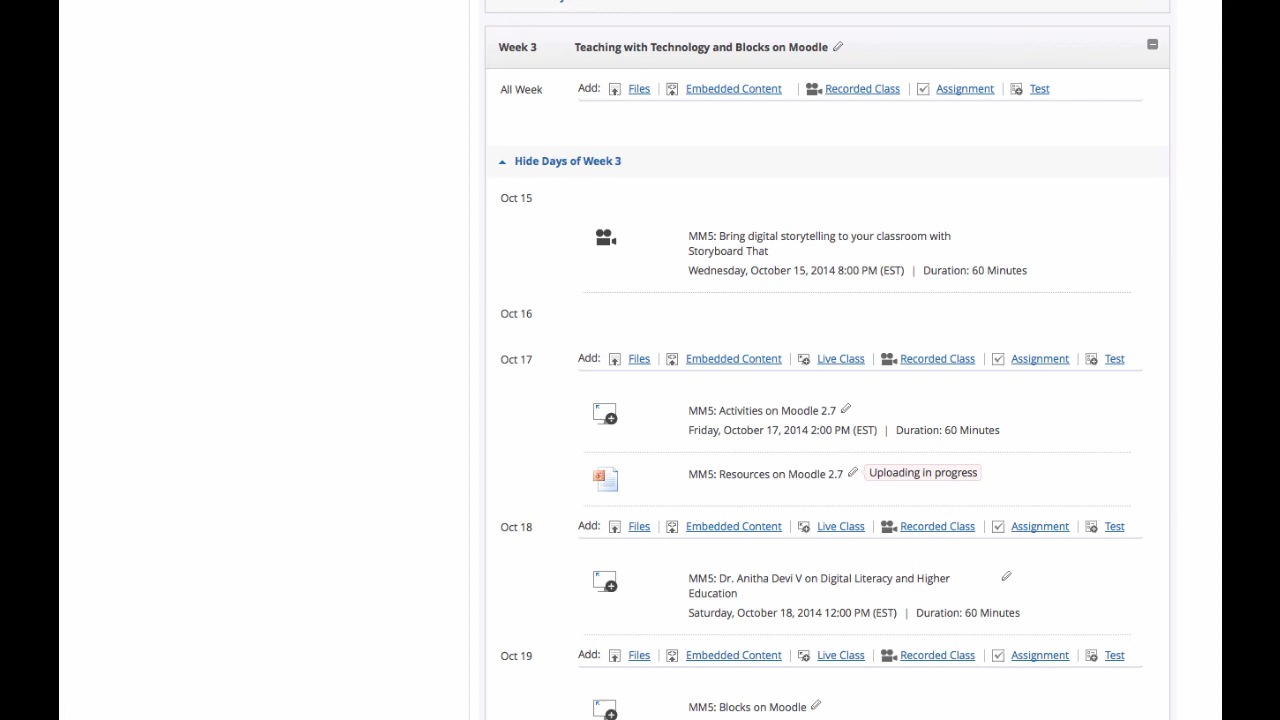 Week 3 Teaching with Technology and Blocks on Moodle
All Week Add: Files | Embedded Content | Recorded Class | Assignment | Test
Hide Days of Week 3
Oct 15
MM5: Bring digital storytelling to your classroom with
Storyboard That
Wednesday, October 15, 2014 8:00 PM (EST) | Duration: 60 Minutes
Oct 16
Oct 17 Add: Files | Embedded Content | Live Class | Recorded Class | Assignment | Test
MM5: Activities on Moodle 2.7
Friday, October 17, 2014 2:00 PM (EST) | Duration: 60 Minutes
MM5: Resources on Moodle 2.7 Uploading in progress
Oct 18 Add: Files | Embedded Content | Live Class | Recorded Class | Assignment | Test
MM5: Dr. Anitha Devi V on Digital Literacy and Higher
Education
Saturday, October 18, 2014 12:00 PM (EST) | Duration: 60 Minutes
Oct 19 Add: Files | Embedded Content | Live Class | Recorded Class | Assignment | Test
MM5: Blocks on Moodle